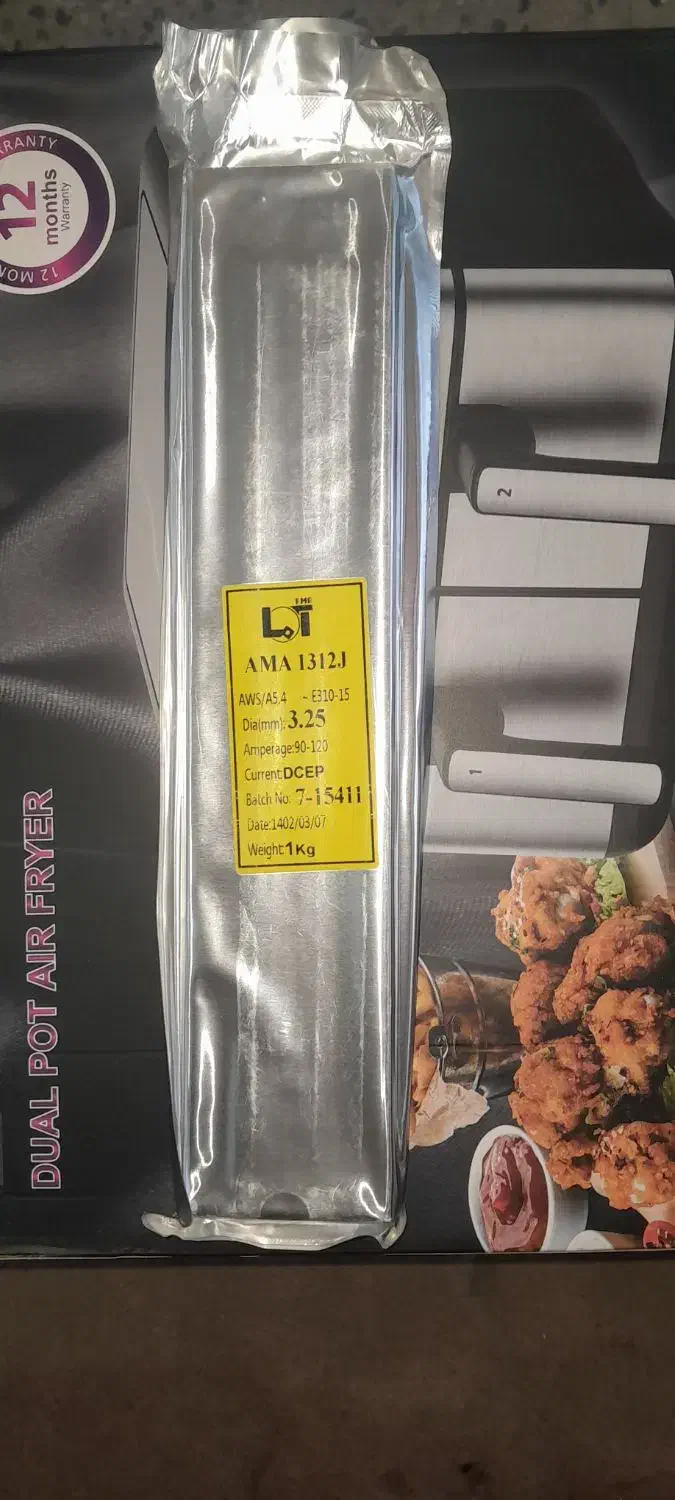 12 MONTHS WARRANTY
12
months
Warranty
DUAL POT AIR FRYER
AMA
LT
AMA 1312J
AWS/A5,4 ~ E310-15
Dia(mm): 3.25
Amperage:90-120
Current:DCEP
Batch No: 7-15411
Date:1402/03/07
Weight:1Kg
2
1